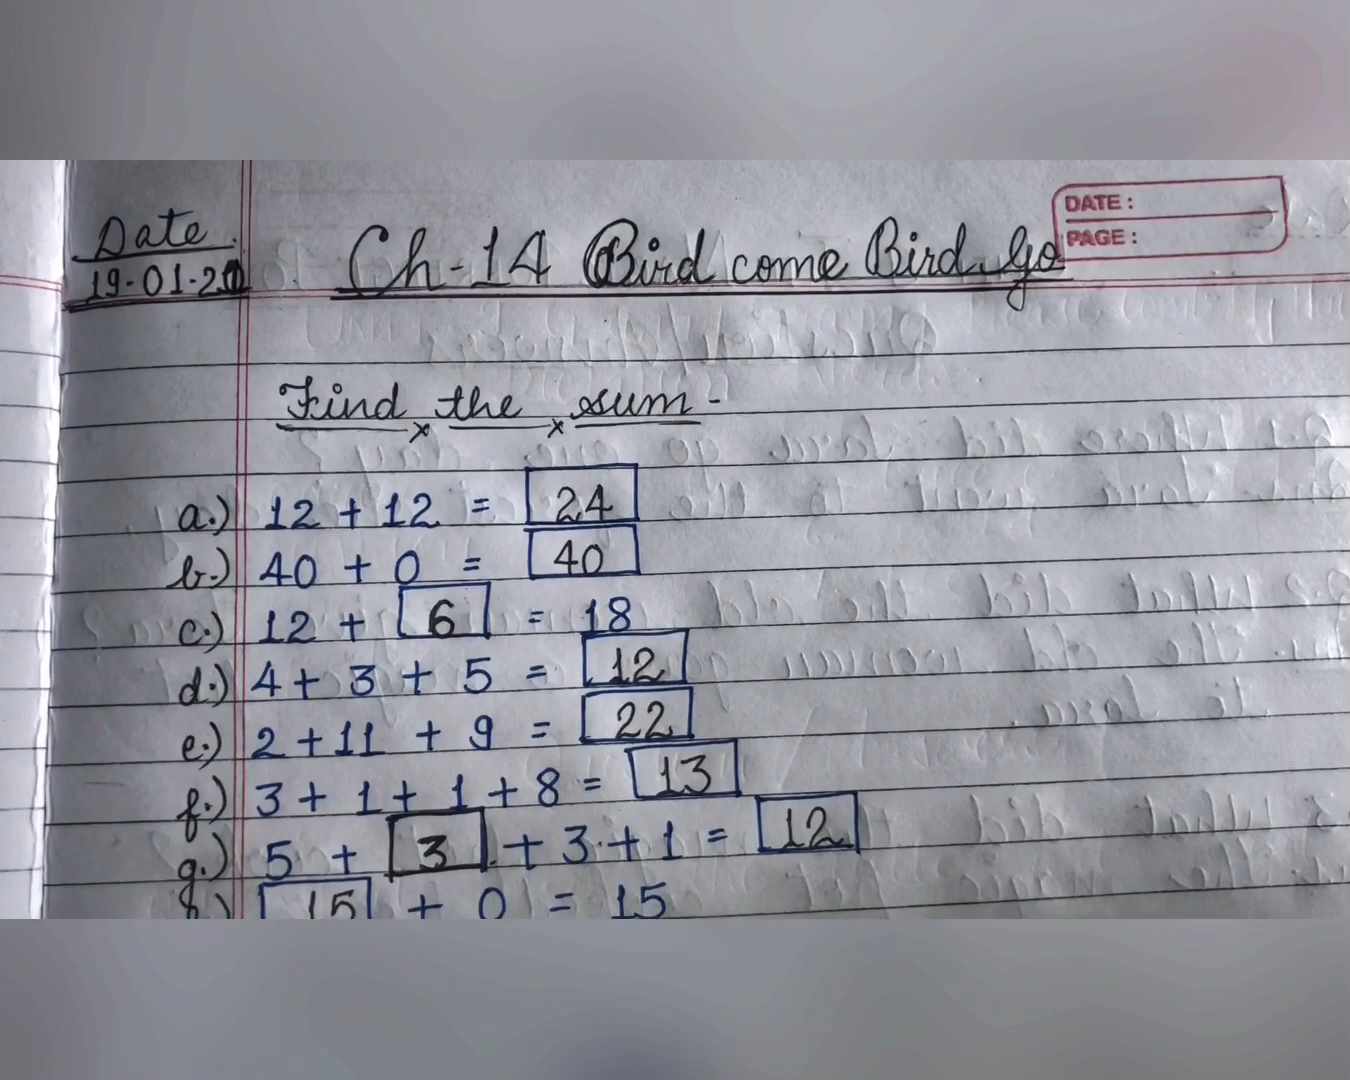 Date
19-01-21
Ch-14 Bird come Bird Go
DATE :
PAGE :
Find the sum -
a.) 12 + 12 = 24
b.) 40 + 0 = 40
c.) 12 + 6 = 18
d.) 4 + 3 + 5 = 12
e.) 2 + 11 + 9 = 22
f.) 3 + 1 + 1 + 8 = 13
g.) 5 + 3 + 3 + 1 = 12
15 + 0 = 15